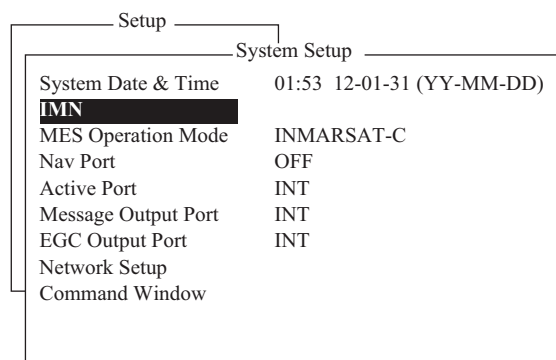 Setup
System Setup
System Date & Time 01:53 12-01-31 (YY-MM-DD)
IMN
MES Operation Mode INMARSAT-C
Nav Port OFF
Active Port INT
Message Output Port INT
EGC Output Port INT
Network Setup
Command Window